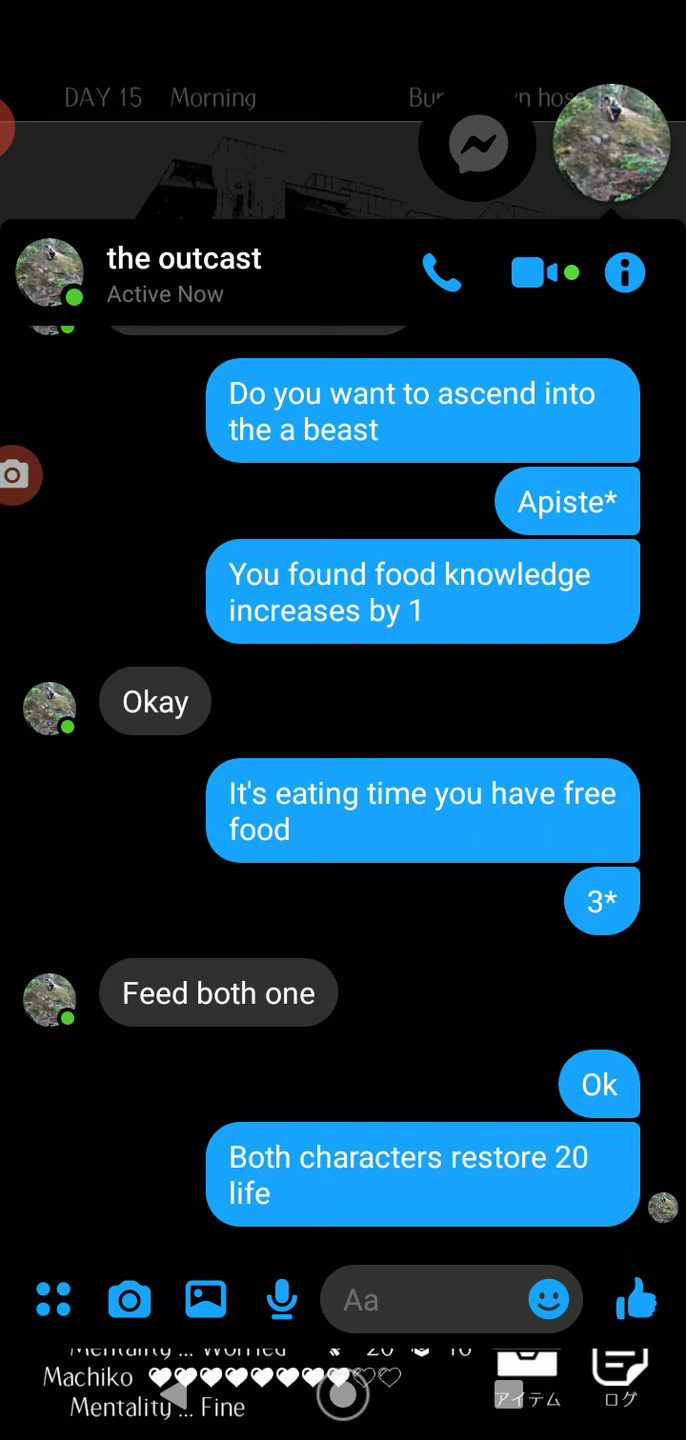 DAY 15 Morning
the outcast
Active Now
Do you want to ascend into
the a beast
Apiste*
You found food knowledge
increases by 1
Okay
It's eating time you have free
food
3*
Feed both one
Ok
Both characters restore 20
life
Aa
Mentality ... Worried
Machiko
アイテム
ログ
Mentality ... Fine